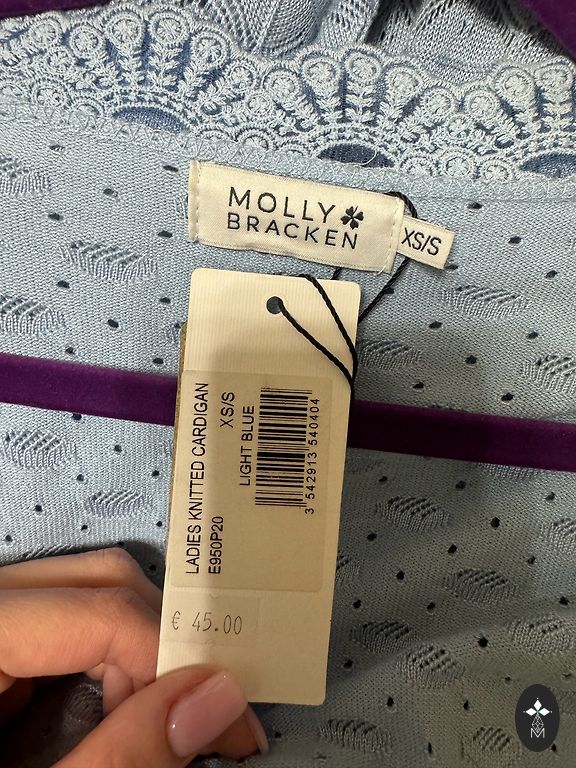 MOLLY
BRACKEN
XS/S
LADIES KNITTED CARDIGAN
XS/S
E950P20
LIGHT BLUE
3 542913 540404
€ 45.00
M